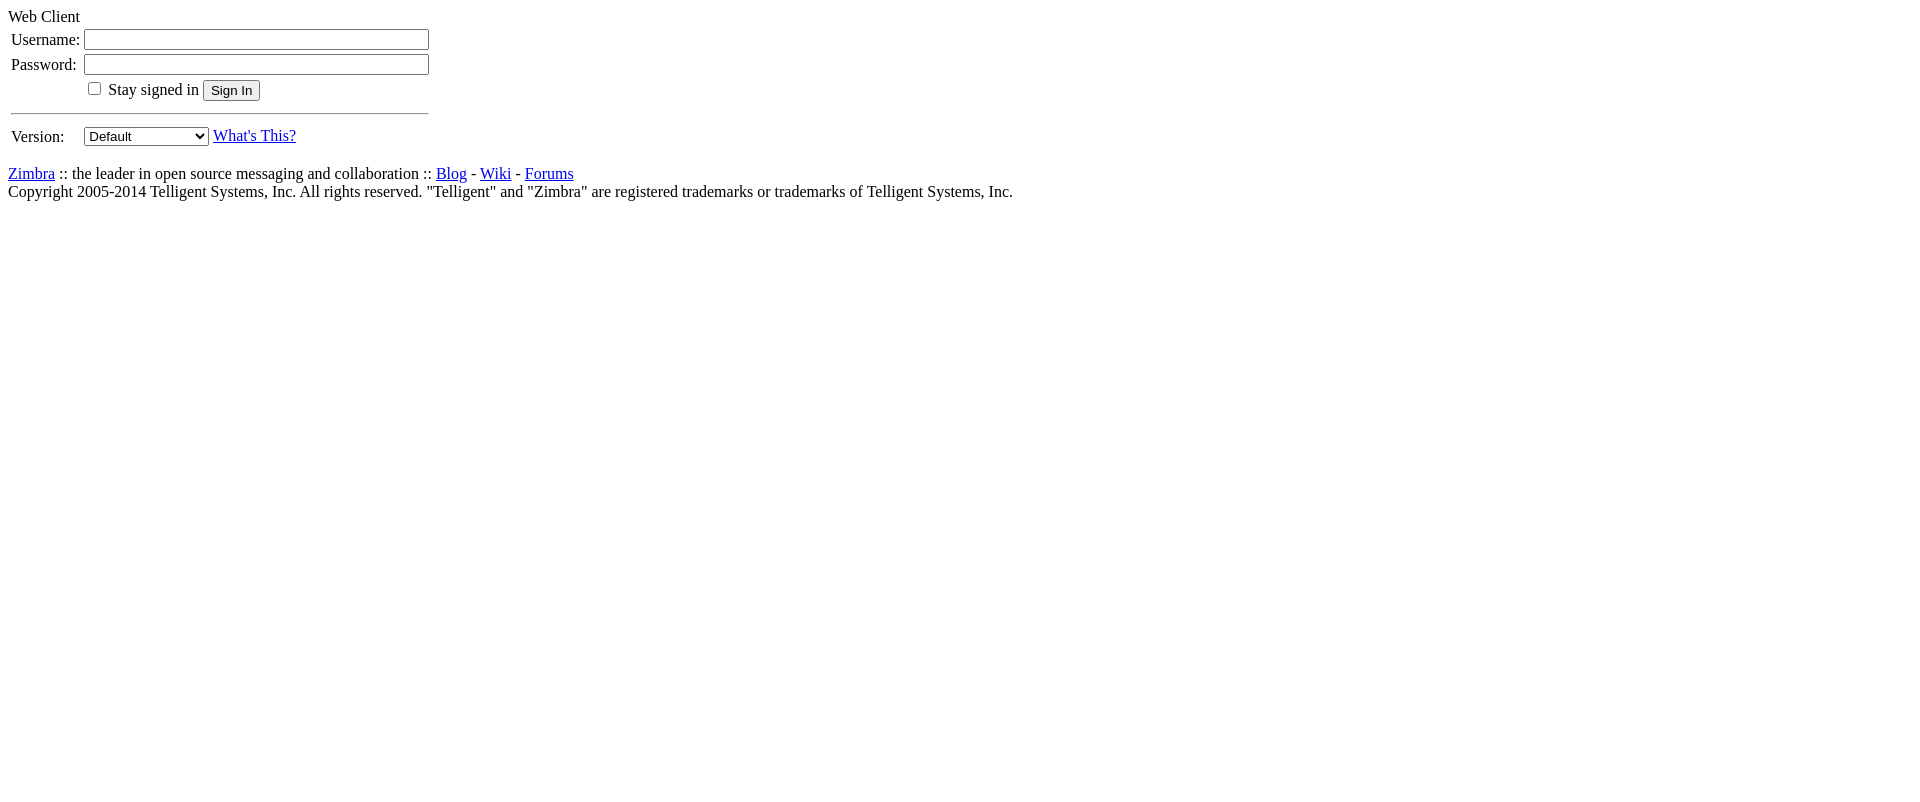 Web Client
Username:
Password:
Stay signed in Sign In
Version: Default What's This?
Zimbra :: the leader in open source messaging and collaboration :: Blog - Wiki - Forums
Copyright 2005-2014 Telligent Systems, Inc. All rights reserved. "Telligent" and "Zimbra" are registered trademarks or trademarks of Telligent Systems, Inc.